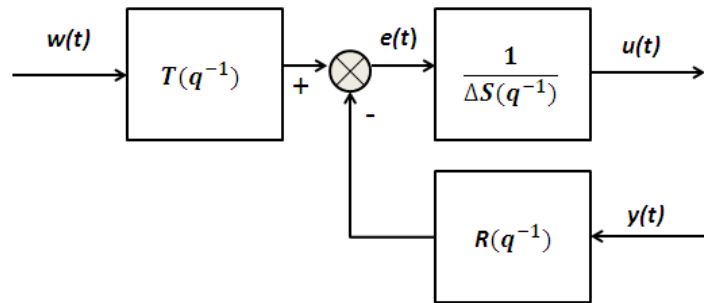 w(t)
T(q⁻¹)
+
-
e(t)
1
ΔS(q⁻¹)
u(t)
R(q⁻¹)
y(t)